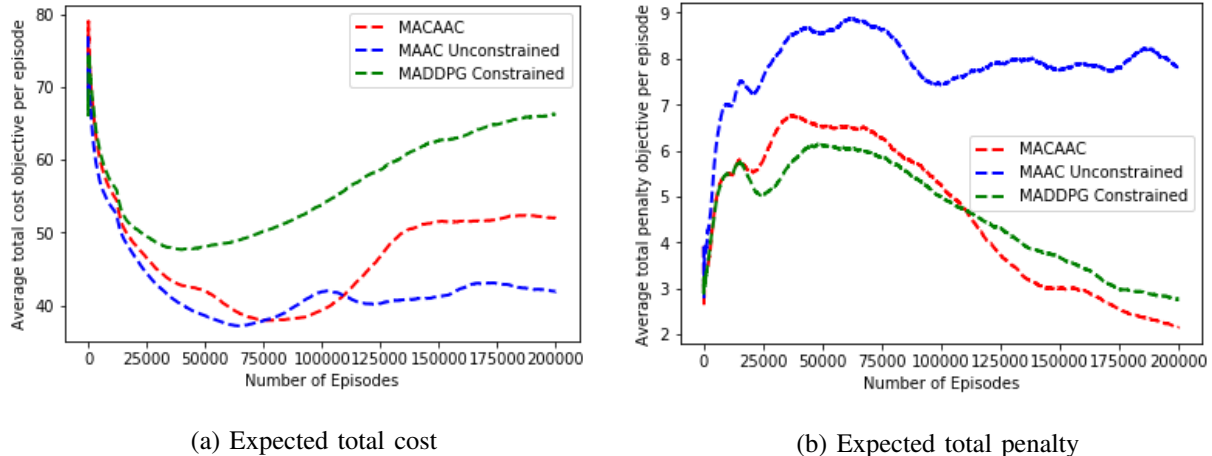 80
70
60
50
40
Average total cost objective per episode
MACAAC
MAAC Unconstrained
MADDPG Constrained
0 25000 50000 75000 100000 125000 150000 175000 200000
Number of Episodes
(a) Expected total cost
9
8
7
6
5
4
3
2
Average total penalty objective per episode
MACAAC
MAAC Unconstrained
MADDPG Constrained
0 25000 50000 75000 100000 125000 150000 175000 200000
Number of Episodes
(b) Expected total penalty